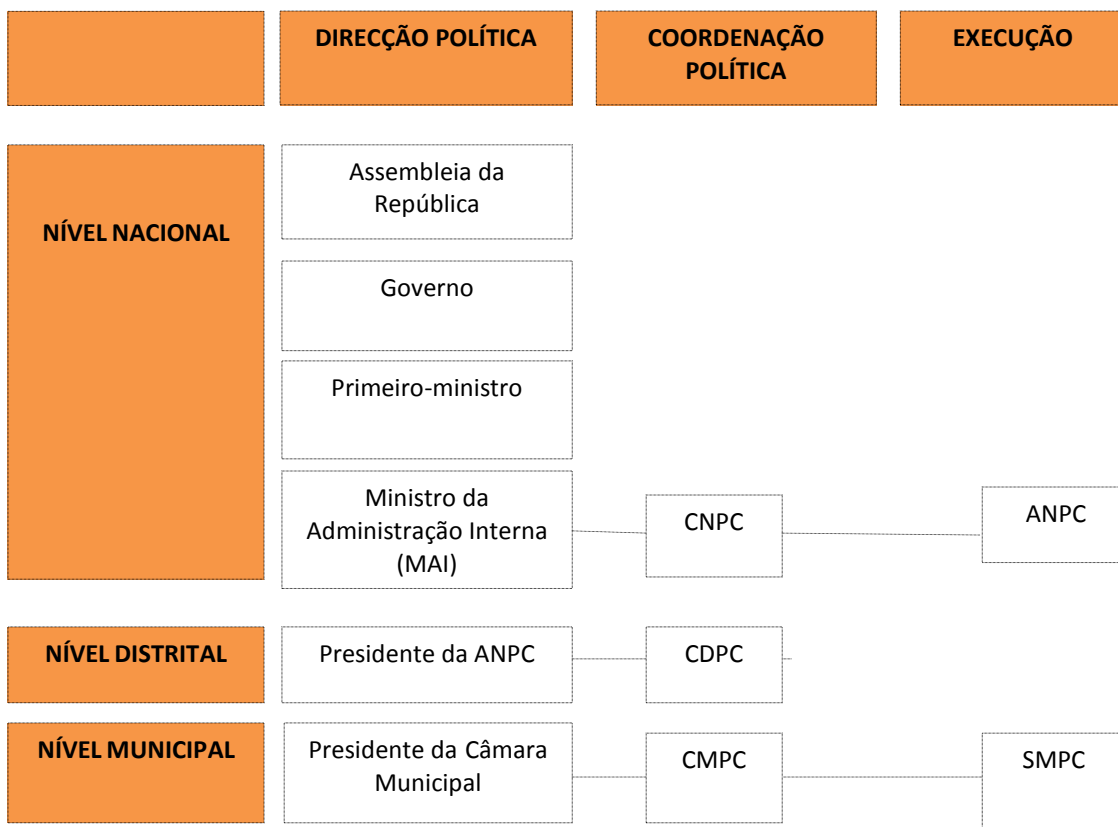 DIRECÇÃO POLÍTICA
COORDENAÇÃO
POLÍTICA
EXECUÇÃO
NÍVEL NACIONAL
Assembleia da
República
Governo
Primeiro-ministro
Ministro da
Administração Interna
(MAI)
CNPC
ANPC
NÍVEL DISTRITAL
Presidente da ANPC
CDPC
NÍVEL MUNICIPAL
Presidente da Câmara
Municipal
CMPC
SMPC